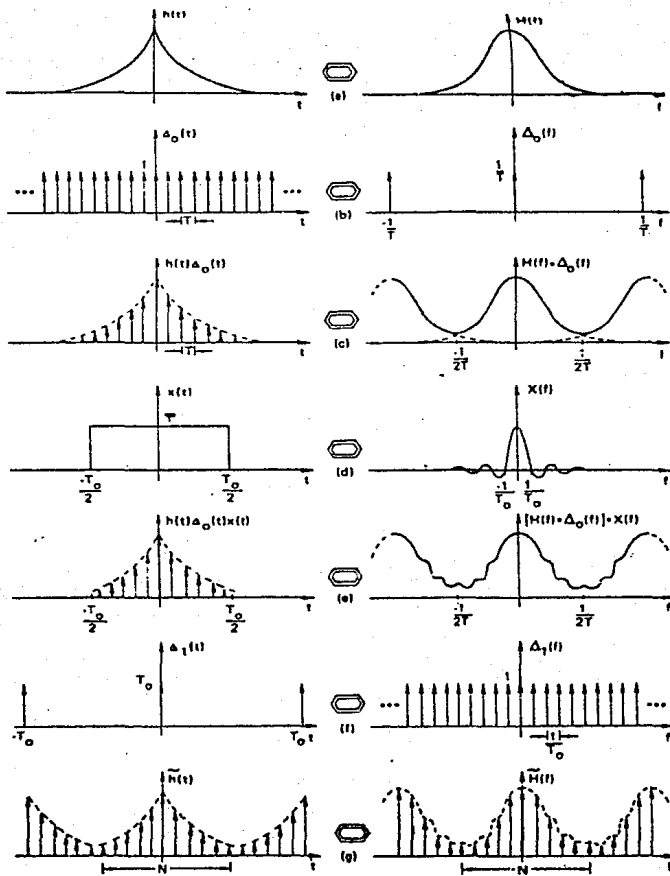 h(t)
H(f)
t
(a)
f
Δ₀(t)
Δ₀(f)
1
1/T
... ...
|T|
t
(b)
-1/T
1/T
f
h(t)Δ₀(t)
H(f)*Δ₀(f)
|T|
t
(c)
-1/2T
1/2T
f
x(t)
X(f)
-T₀/2
T₀/2
t
(d)
-1/T₀
1/T₀
f
h(t)Δ₀(t)x(t)
[H(f)*Δ₀(f)]*X(f)
-T₀/2
T₀/2
t
(e)
-1/2T
1/2T
f
Δ₁(t)
Δ₁(f)
T₀
1
... ...
-T₀
T₀
t
(f)
1/T₀
f
h̃(t)
H̃(f)
N
t
(g)
N
f